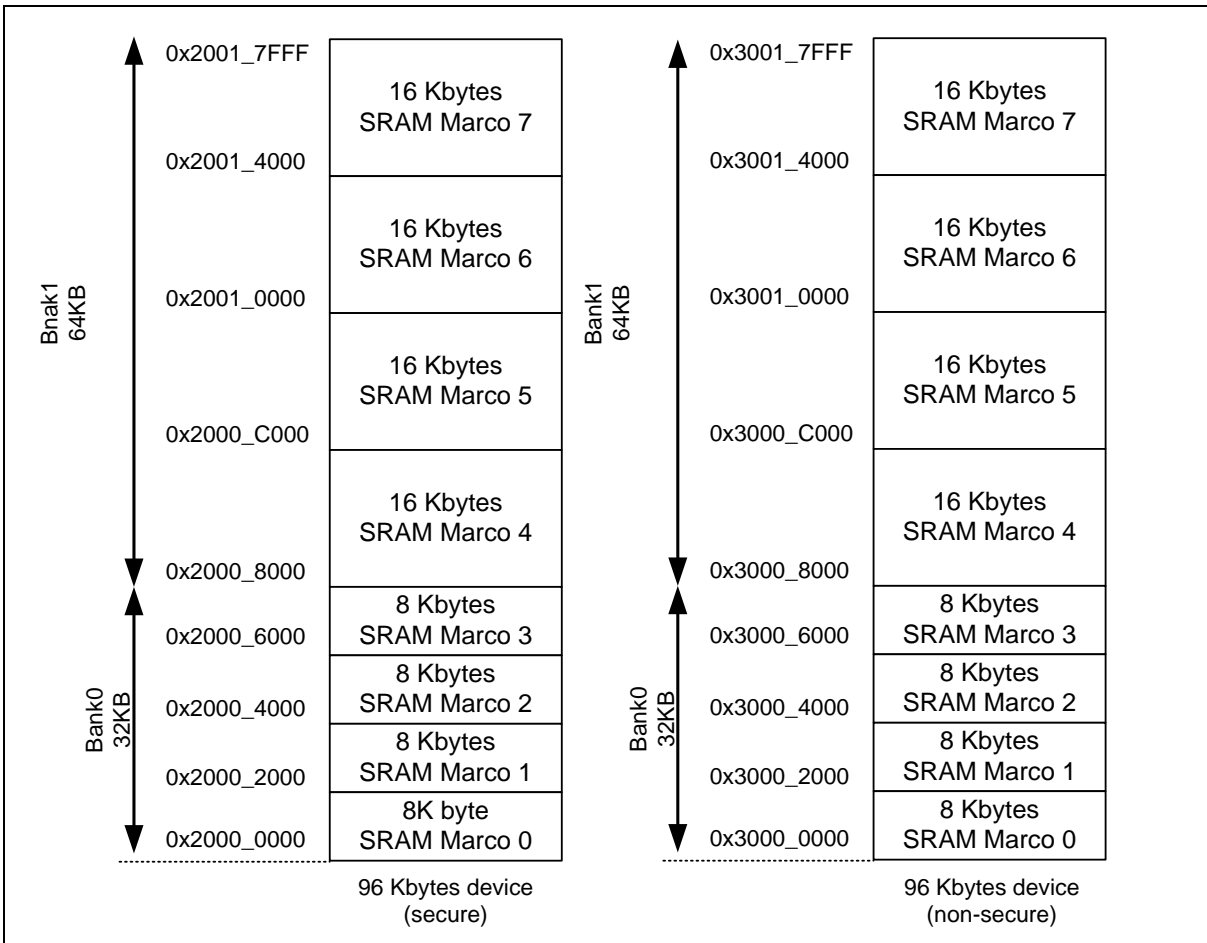 0x2001_7FFF
16 Kbytes
SRAM Marco 7
0x2001_4000
16 Kbytes
SRAM Marco 6
0x2001_0000
Bnak1
64KB
16 Kbytes
SRAM Marco 5
0x2000_C000
16 Kbytes
SRAM Marco 4
0x2000_8000
8 Kbytes
SRAM Marco 3
0x2000_6000
8 Kbytes
SRAM Marco 2
0x2000_4000
Bank0
32KB
8 Kbytes
SRAM Marco 1
0x2000_2000
8K byte
SRAM Marco 0
0x2000_0000
96 Kbytes device
(secure)
0x3001_7FFF
16 Kbytes
SRAM Marco 7
0x3001_4000
16 Kbytes
SRAM Marco 6
0x3001_0000
Bank1
64KB
16 Kbytes
SRAM Marco 5
0x3000_C000
16 Kbytes
SRAM Marco 4
0x3000_8000
8 Kbytes
SRAM Marco 3
0x3000_6000
8 Kbytes
SRAM Marco 2
0x3000_4000
Bank0
32KB
8 Kbytes
SRAM Marco 1
0x3000_2000
8 Kbytes
SRAM Marco 0
0x3000_0000
96 Kbytes device
(non-secure)